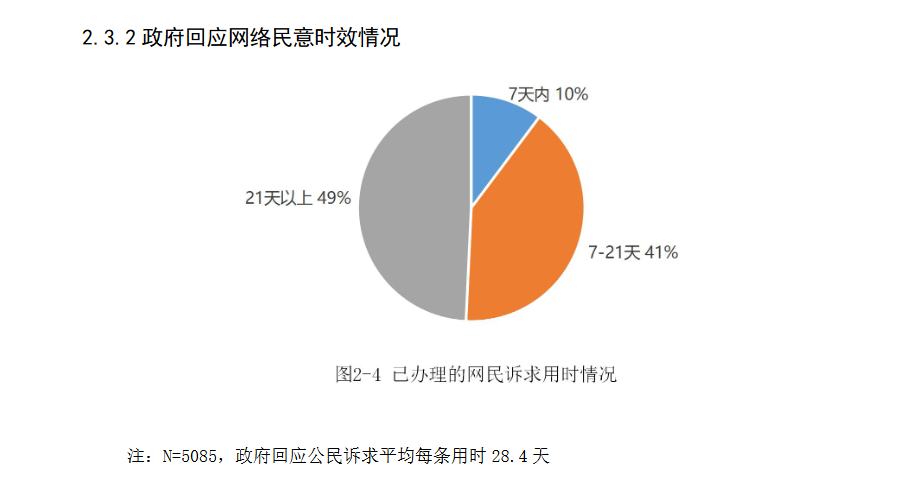 2.3.2政府回应网络民意时效情况
7天内 10%
21天以上 49%
7-21天 41%
图2-4 已办理的网民诉求用时情况
注：N=5085，政府回应公民诉求平均每条用时 28.4 天